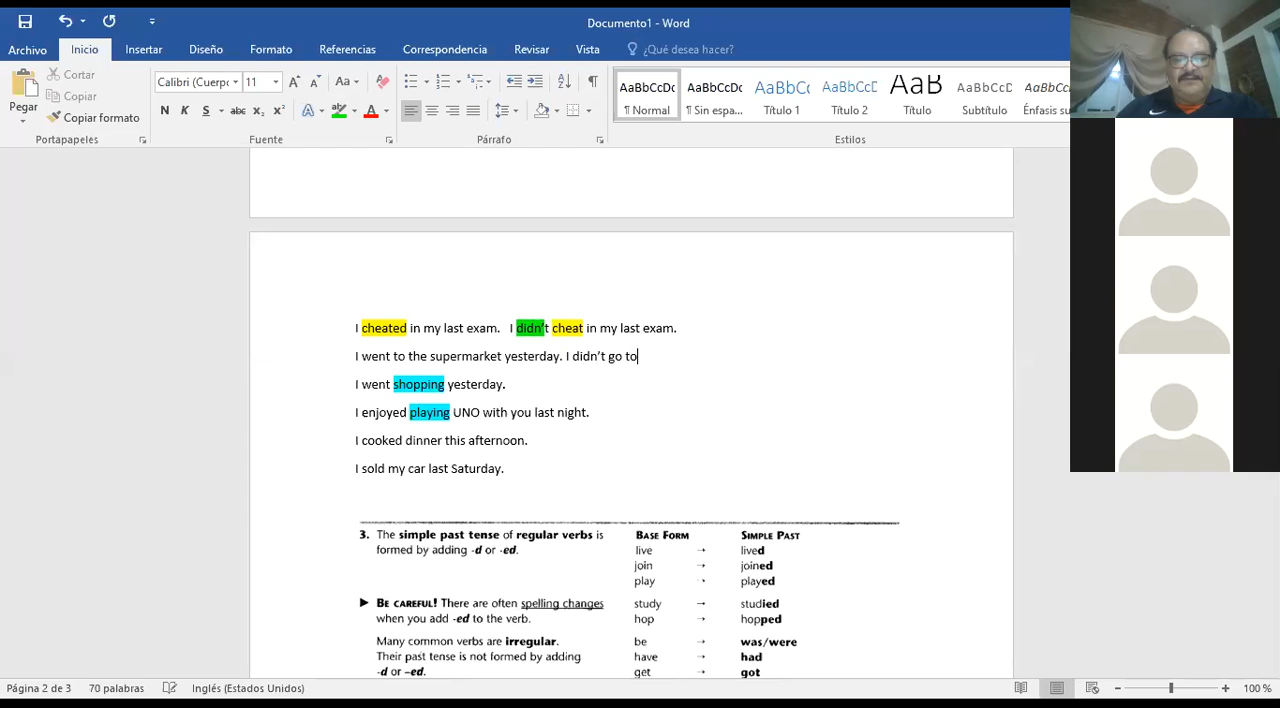 Documento1 - Word
Archivo Inicio Insertar Diseño Formato Referencias Correspondencia Revisar Vista ¿Qué desea hacer?
Pegar
Cortar
Copiar
Copiar formato
Portapapeles
Calibri (Cuerpo 11
Aa
N K S abc x₂ x²
Fuente
Párrafo
AaBbCcDc AaBbCcDc AaBbCc AaBbCcD AaB AaBbCcD AaBbCcDc
¶ Normal ¶ Sin espa... Título 1 Título 2 Título Subtítulo Énfasis su
Estilos
I cheated in my last exam. I didn't cheat in my last exam.
I went to the supermarket yesterday. I didn't go to
I went shopping yesterday.
I enjoyed playing UNO with you last night.
I cooked dinner this afternoon.
I sold my car last Saturday.
3. The simple past tense of regular verbs is formed by adding -d or -ed.
BASE FORM SIMPLE PAST
live → lived
join → joined
play → played
BE CAREFUL! There are often spelling changes
when you add -ed to the verb.
study → studied
hop → hopped
Many common verbs are irregular.
Their past tense is not formed by adding
-d or –ed.
be → was/were
have → had
get → got
Página 2 de 3 70 palabras Inglés (Estados Unidos) 100 %